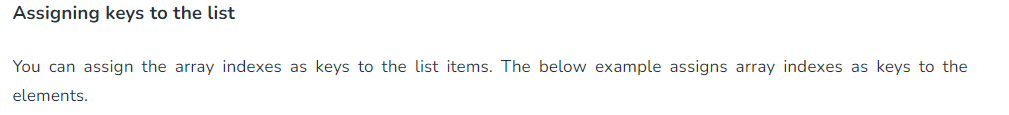 Assigning keys to the list
You can assign the array indexes as keys to the list items. The below example assigns array indexes as keys to the
elements.